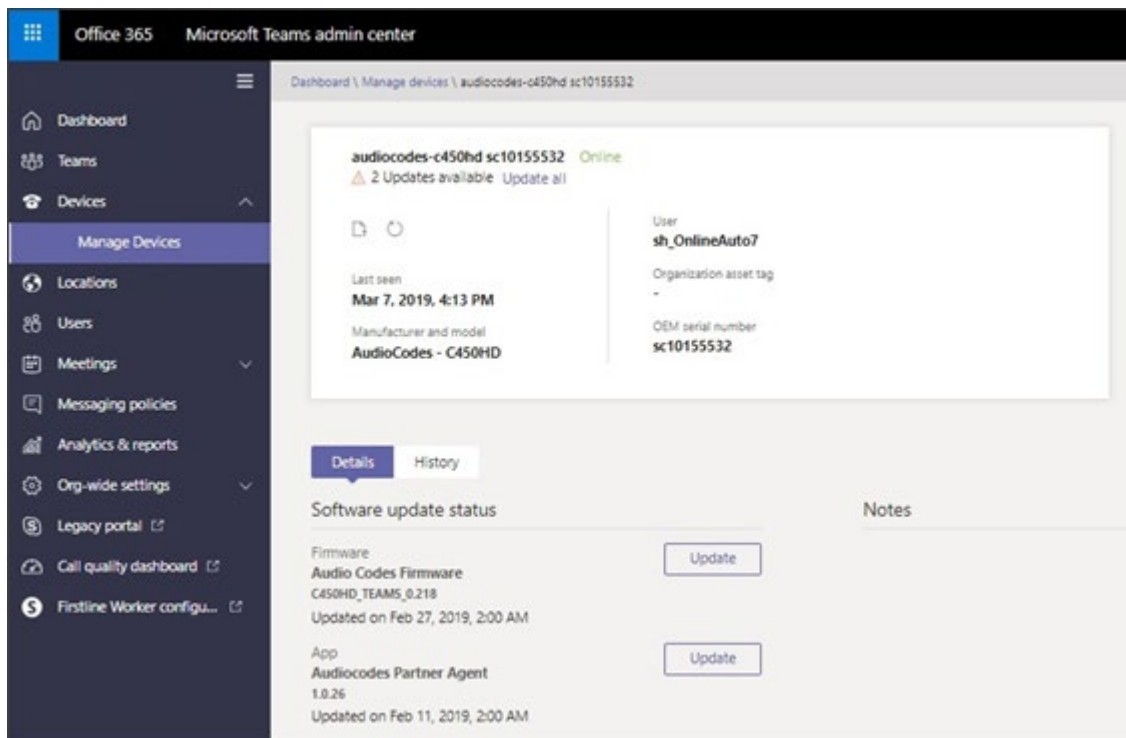 Office 365 Microsoft Teams admin center
Dashboard \ Manage devices \ audiocodes-c450hd sc10155532
Dashboard
Teams
Devices
Manage Devices
Locations
Users
Meetings
Messaging policies
Analytics & reports
Org-wide settings
Legacy portal
Call quality dashboard
Firstline Worker configu...
audiocodes-c450hd sc10155532 Online
2 Updates available Update all
Last seen
Mar 7, 2019, 4:13 PM
Manufacturer and model
AudioCodes - C450HD
User
sh_OnlineAuto7
Organization asset tag
-
OEM serial number
sc10155532
Details History
Software update status
Firmware
Audio Codes Firmware
C450HD_TEAMS_0.218
Updated on Feb 27, 2019, 2:00 AM
Update
App
Audiocodes Partner Agent
1.0.26
Updated on Feb 11, 2019, 2:00 AM
Update
Notes